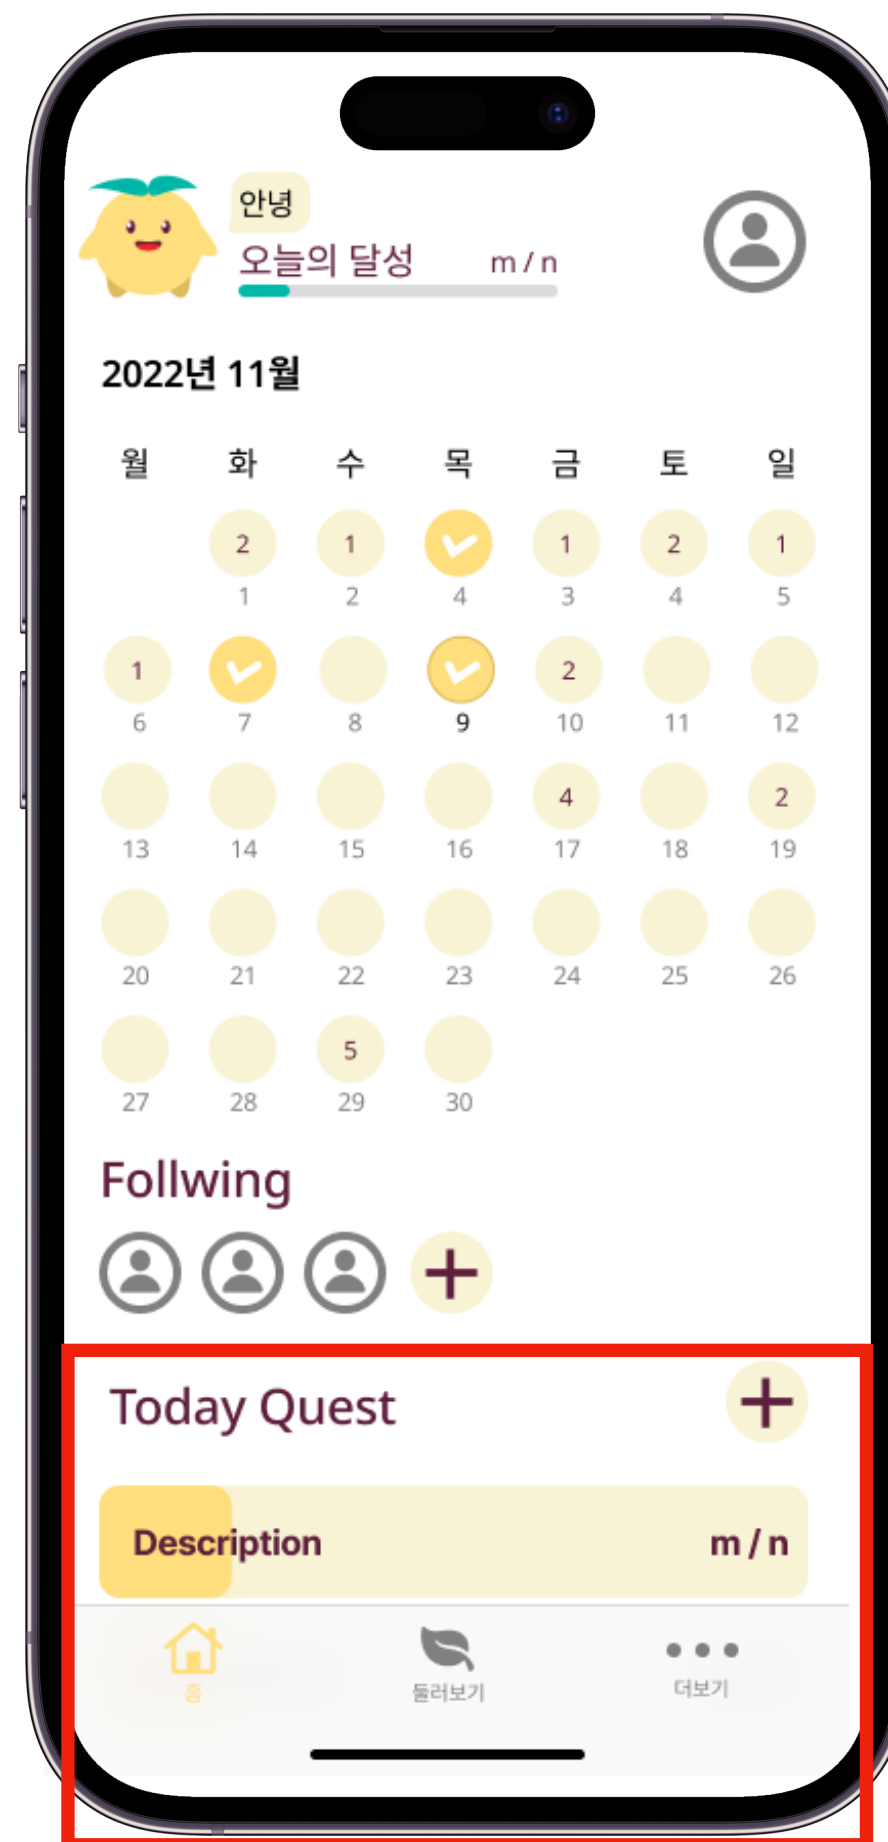 안녕
오늘의 달성 m / n
2022년 11월
월 화 수 목 금 토 일
2 1 1 2 1
1 2 4 3 4 5
1 2
6 7 8 9 10 11 12
4 2
13 14 15 16 17 18 19
20 21 22 23 24 25 26
5
27 28 29 30
Follwing
Today Quest
Description m / n
홈 둘러보기 더보기